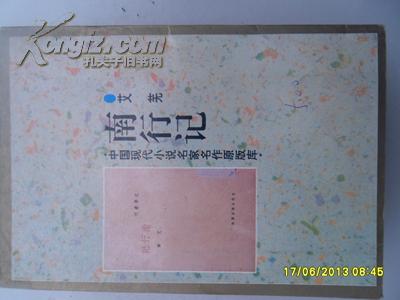 Kongfz.com
孔夫子旧书网
艾芜
南行记
中国现代小说名家名作原版库
17/06/2013 08:45